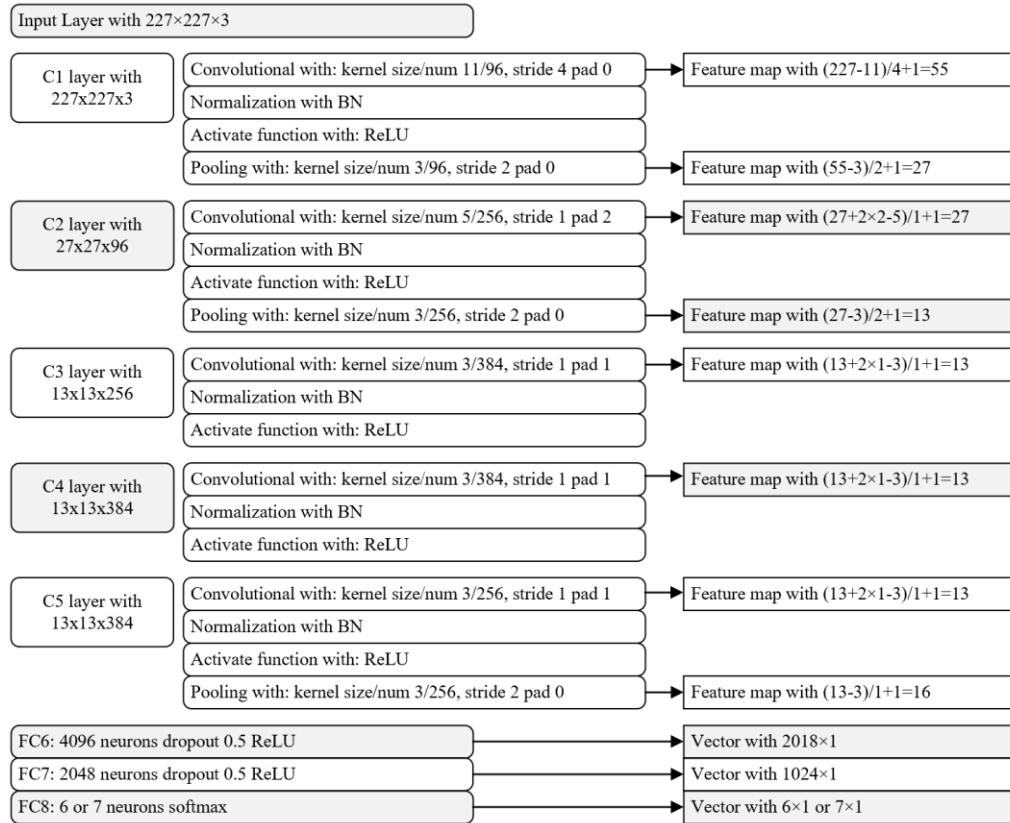 Input Layer with 227×227×3
C1 layer with
227x227x3
Convolutional with: kernel size/num 11/96, stride 4 pad 0
Feature map with (227-11)/4+1=55
Normalization with BN
Activate function with: ReLU
Pooling with: kernel size/num 3/96, stride 2 pad 0
Feature map with (55-3)/2+1=27
C2 layer with
27x27x96
Convolutional with: kernel size/num 5/256, stride 1 pad 2
Feature map with (27+2×2-5)/1+1=27
Normalization with BN
Activate function with: ReLU
Pooling with: kernel size/num 3/256, stride 2 pad 0
Feature map with (27-3)/2+1=13
C3 layer with
13x13x256
Convolutional with: kernel size/num 3/384, stride 1 pad 1
Feature map with (13+2×1-3)/1+1=13
Normalization with BN
Activate function with: ReLU
C4 layer with
13x13x384
Convolutional with: kernel size/num 3/384, stride 1 pad 1
Feature map with (13+2×1-3)/1+1=13
Normalization with BN
Activate function with: ReLU
C5 layer with
13x13x384
Convolutional with: kernel size/num 3/256, stride 1 pad 1
Feature map with (13+2×1-3)/1+1=13
Normalization with BN
Activate function with: ReLU
Pooling with: kernel size/num 3/256, stride 2 pad 0
Feature map with (13-3)/1+1=16
FC6: 4096 neurons dropout 0.5 ReLU
Vector with 2018×1
FC7: 2048 neurons dropout 0.5 ReLU
Vector with 1024×1
FC8: 6 or 7 neurons softmax
Vector with 6×1 or 7×1